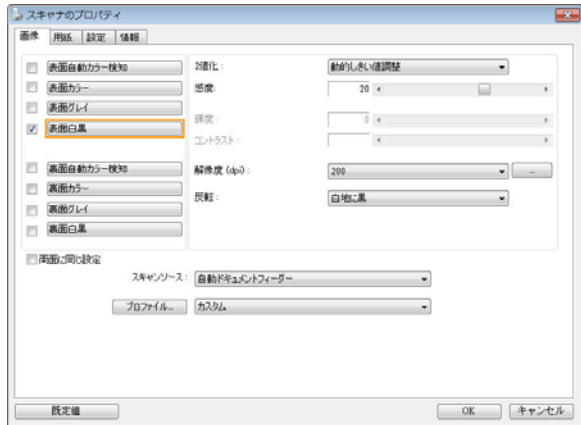 スキャナのプロパティ
画像 用紙 設定 情報
表面自動カラー検知
表面カラー
表面グレイ
表面白黒
裏面自動カラー検知
裏面カラー
裏面グレイ
裏面白黒
2値化: 動的しきい値調整
感度: 20
輝度: 0
コントラスト:
解像度 (dpi): 200 ...
反転: 白地に黒
両面に同じ設定
スキャンソース: 自動ドキュメントフィーダー
プロファイル... カスタム
既定値 OK キャンセル